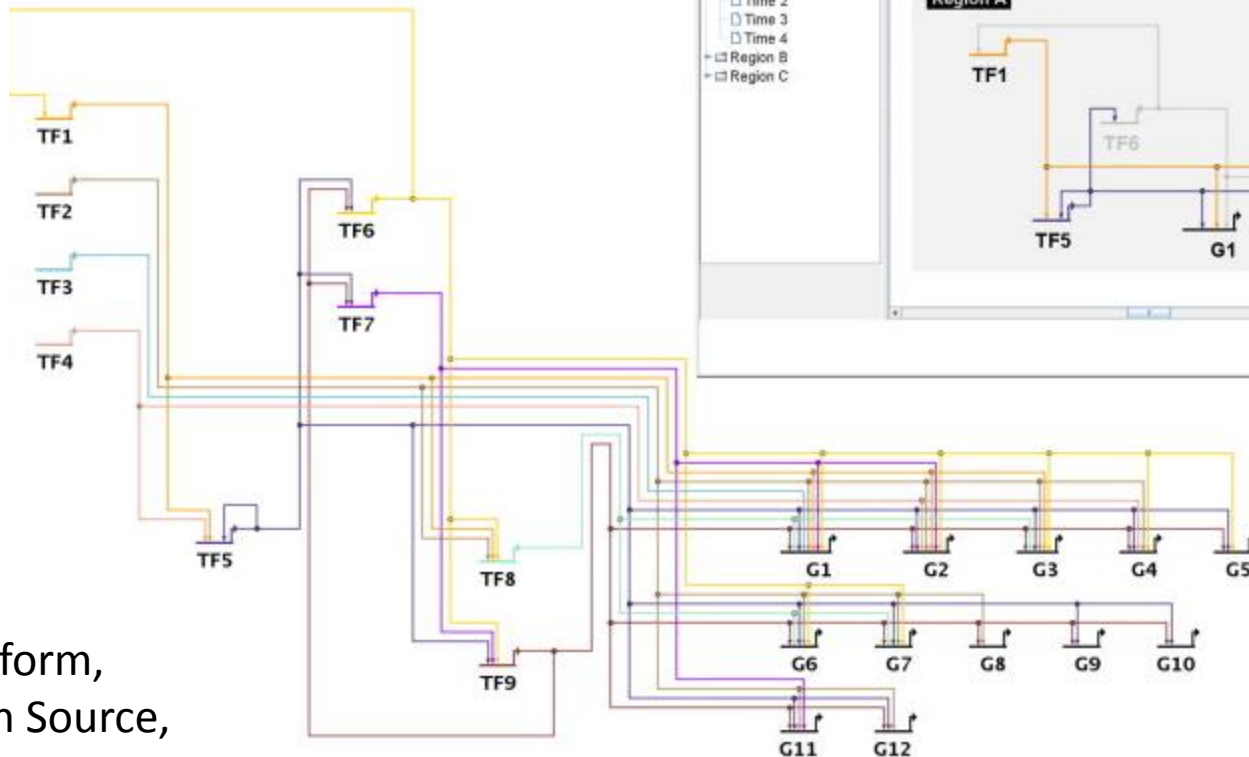 Time 2
Time 3
Time 4
Region B
Region C
Region A
TF1
TF6
TF5
G1
TF1
TF2
TF3
TF4
TF6
TF7
TF5
TF8
TF9
G1 G2 G3 G4 G5
G6 G7 G8 G9 G10
G11 G12
form,
Source,